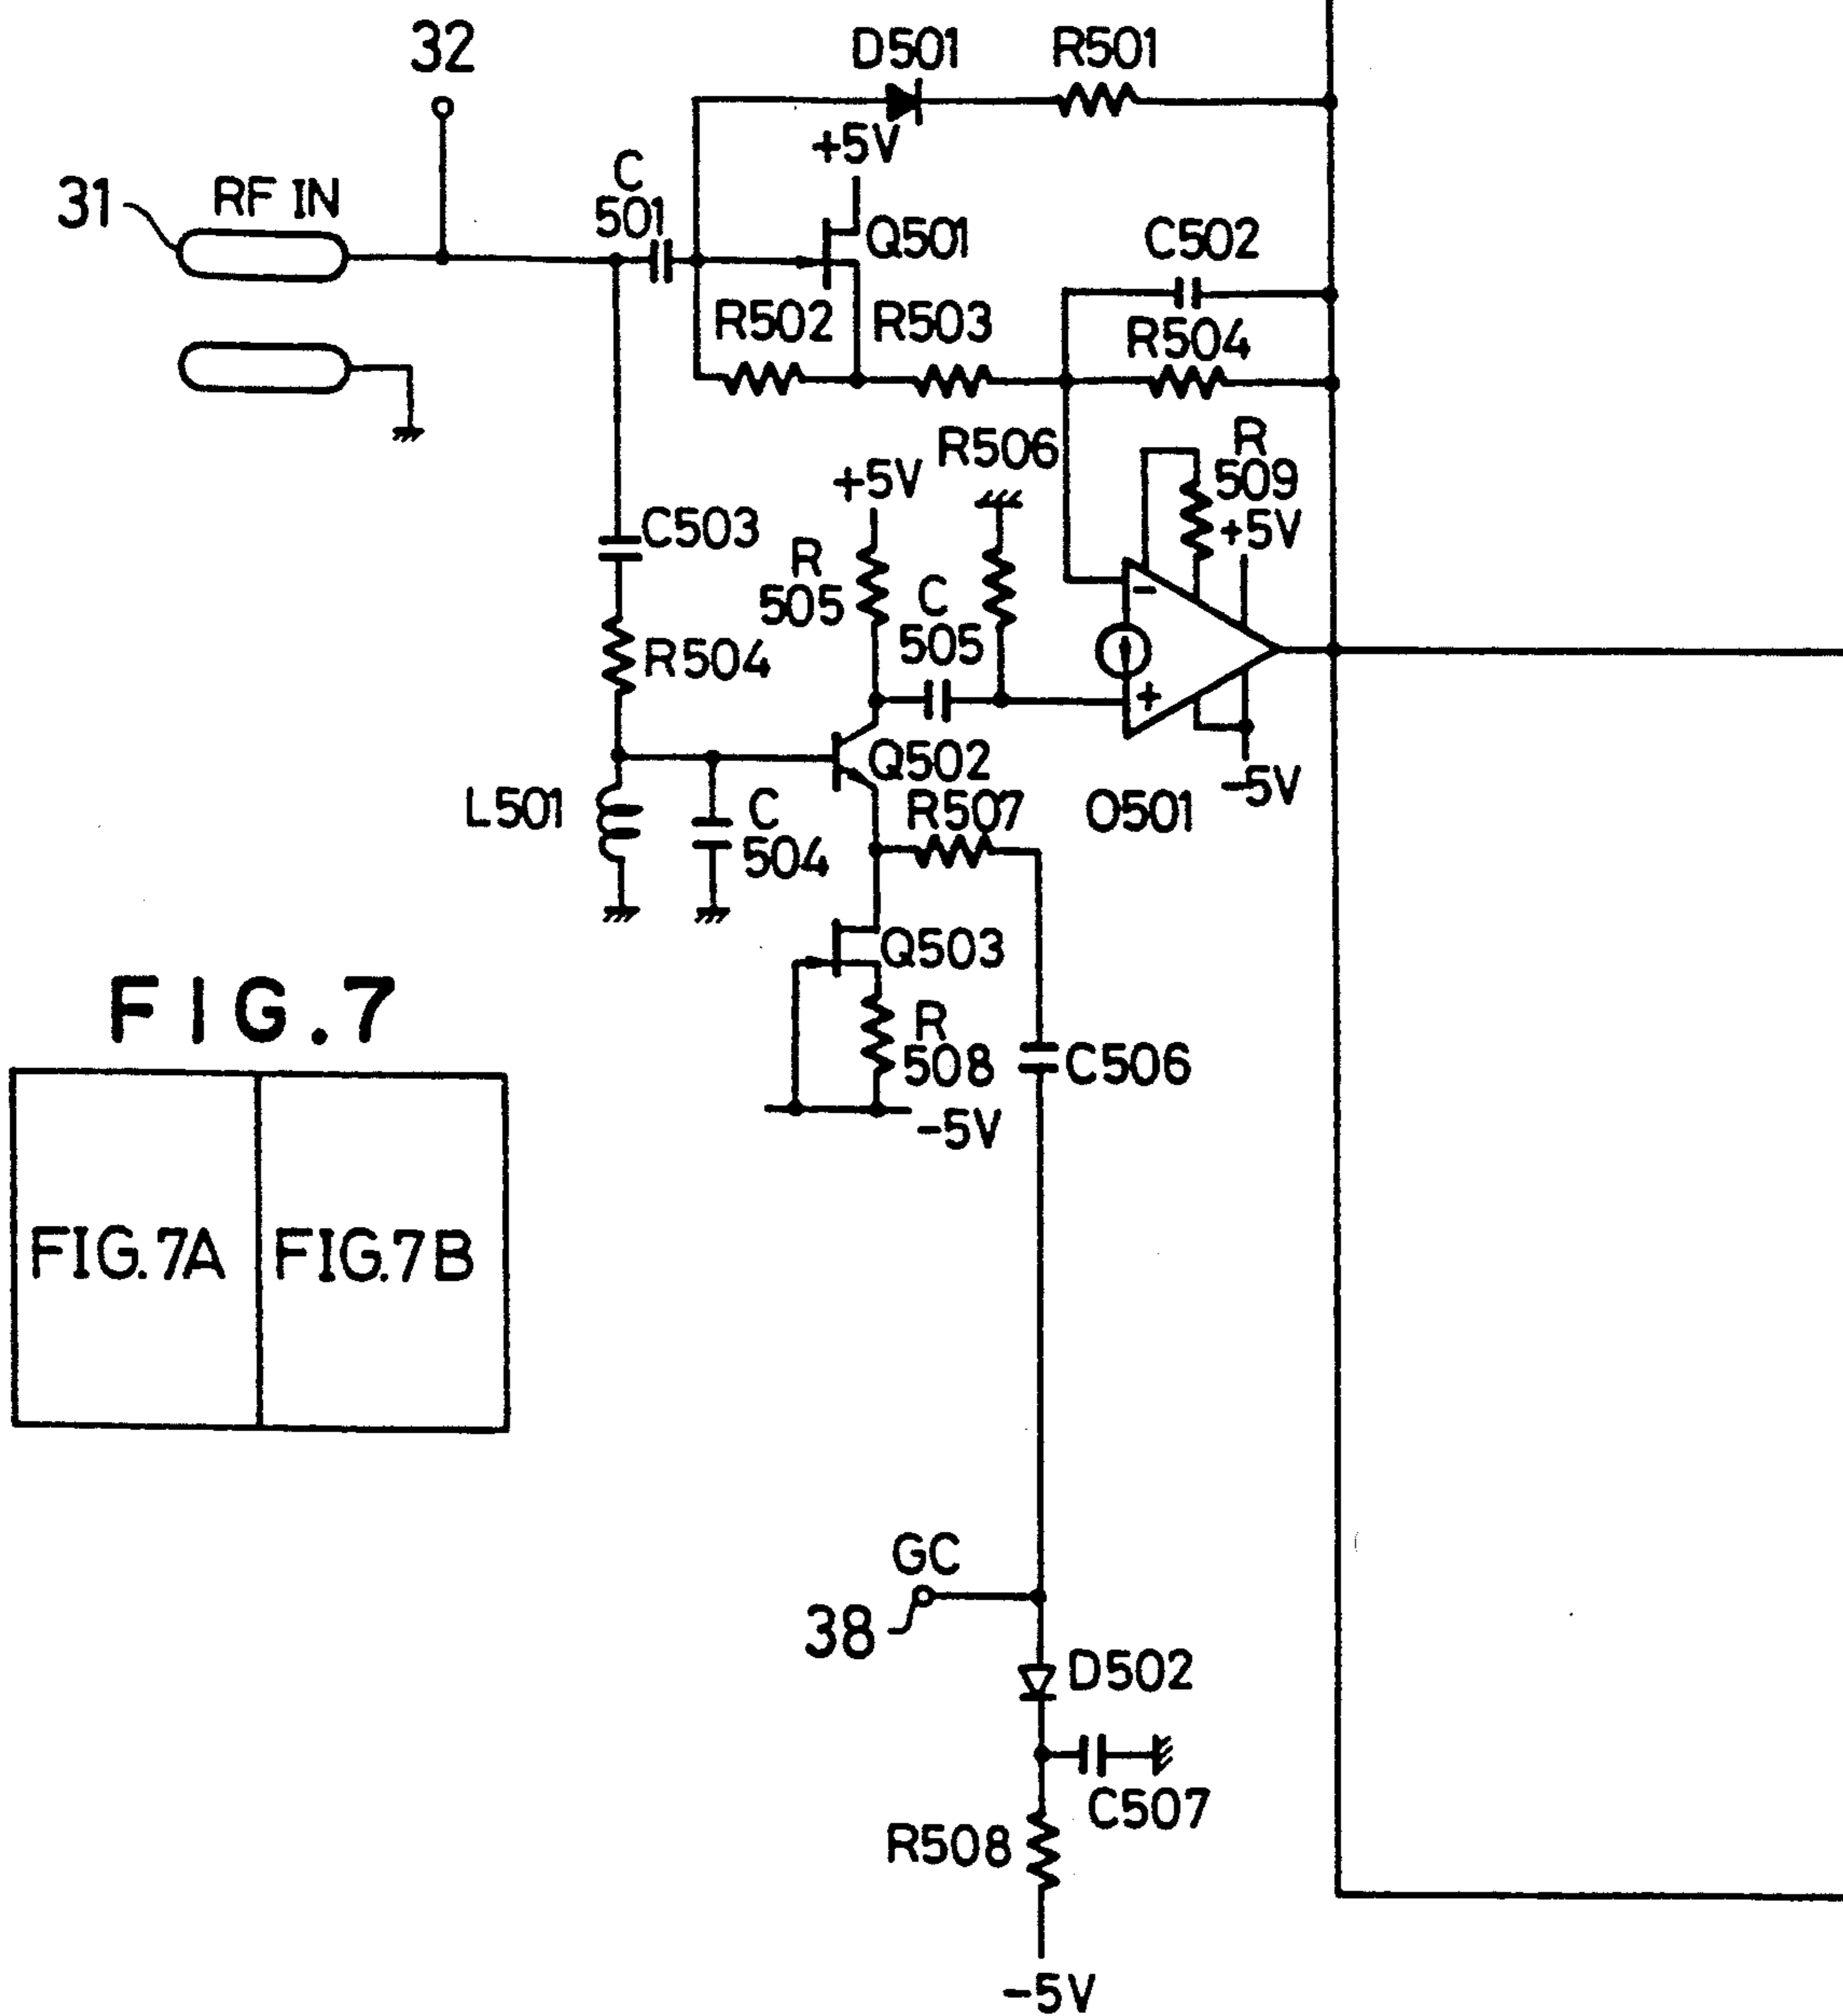 32
D501
R501
+5V
31
RF IN
C
501
Q501
C502
R502
R503
R504
R506
R
509
+5V
+5V
C503
R
505
C
505
-
R504
+
Q502
-5V
L501
C
504
R507
O501
Q503
FIG.7
R
508
C506
-5V
FIG.7A
FIG.7B
GC
38
D502
C507
R508
-5V